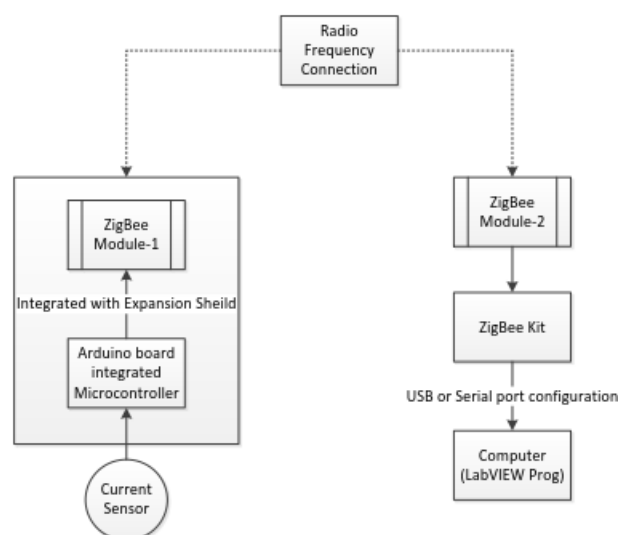 Radio
Frequency
Connection
ZigBee
Module-1
Integrated with Expansion Sheild
Arduino board
integrated
Microcontroller
Current
Sensor
ZigBee
Module-2
ZigBee Kit
USB or Serial port configuration
Computer
(LabVIEW Prog)